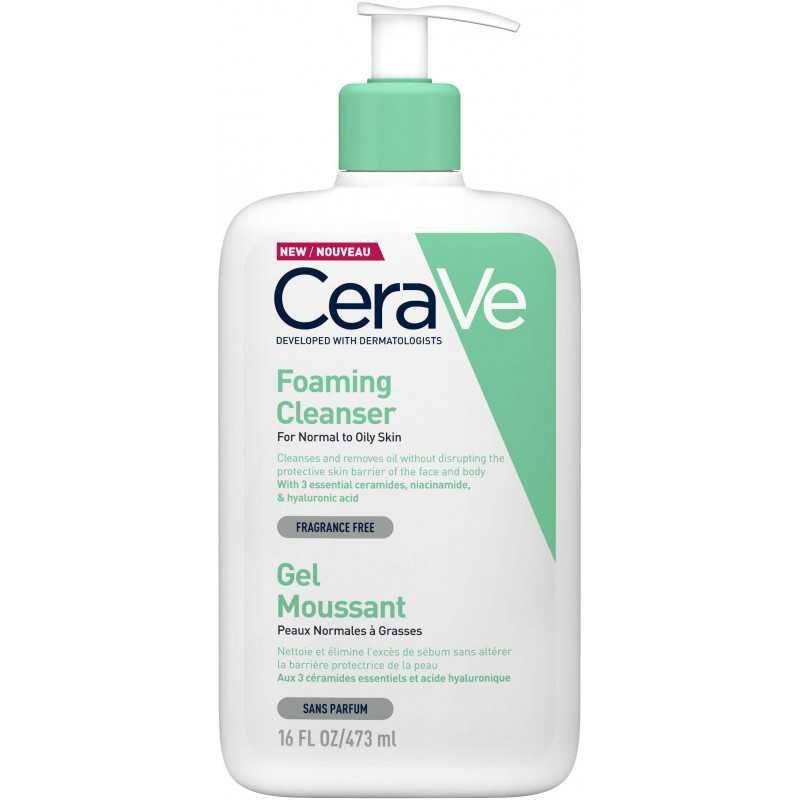 NEW / NOUVEAU
CeraVe
DEVELOPED WITH DERMATOLOGISTS
Foaming
Cleanser
For Normal to Oily Skin
Cleanses and removes oil without disrupting the
protective skin barrier of the face and body
With 3 essential ceramides, niacinamide,
& hyaluronic acid
FRAGRANCE FREE
Gel
Moussant
Peaux Normales à Grasses
Nettoie et élimine l'excès de sébum sans altérer
la barrière protectrice de la peau
Aux 3 céramides essentiels et acide hyaluronique
SANS PARFUM
16 FL OZ/473 ml